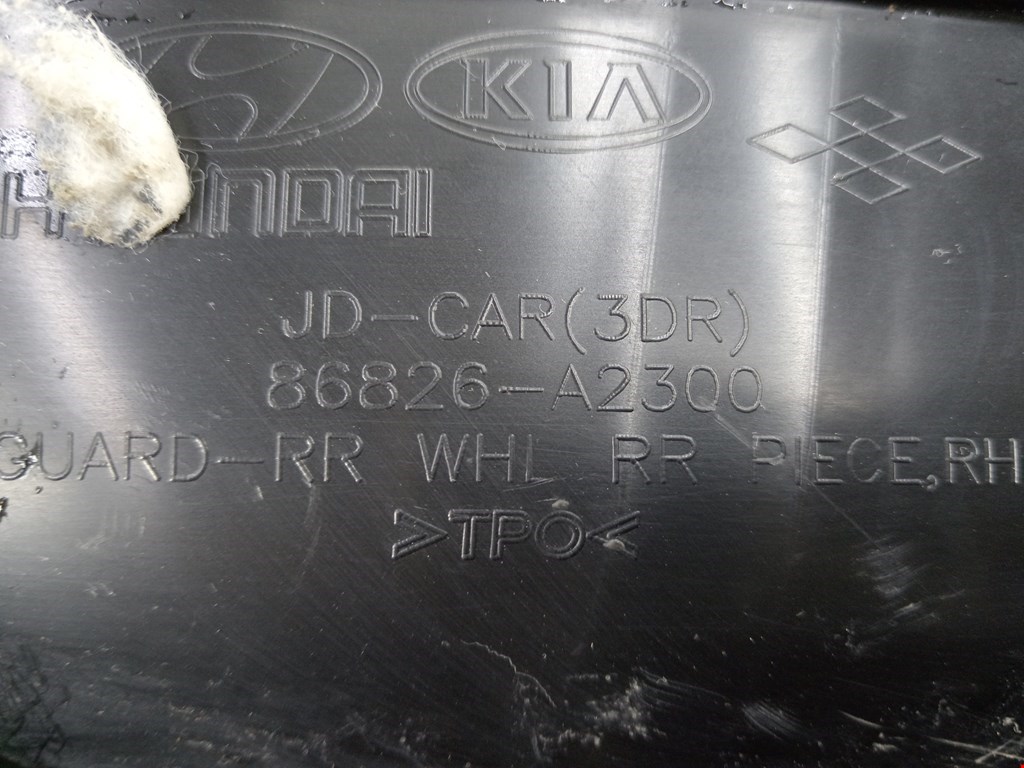 KIA
HYUNDAI
JD-CAR(3DR)
86826-A2300
GUARD-RR WHL RR PIECE,RH
>TPO<